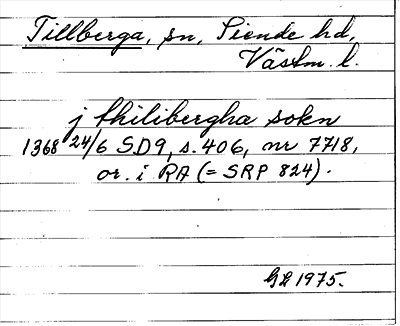 Tillberga, sn, Siende hd,
Västm. l.
j thilibergha sokn
1368 24/6 SD9, s. 406, nr 7718,
or. i RA (= SRP 824).
GL 1975.